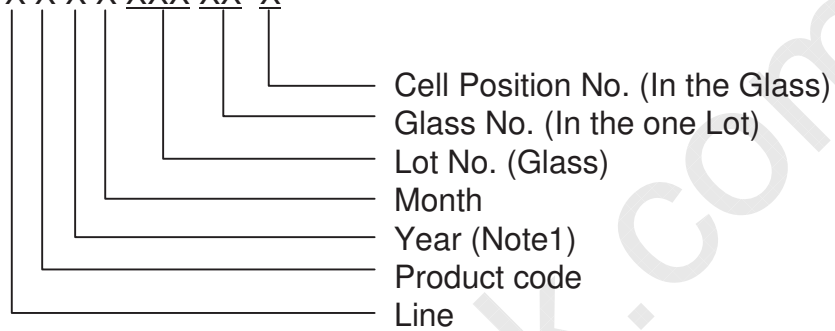 X X X X XXX XX X
Cell Position No. (In the Glass)
Glass No. (In the one Lot)
Lot No. (Glass)
Month
Year (Note1)
Product code
Line